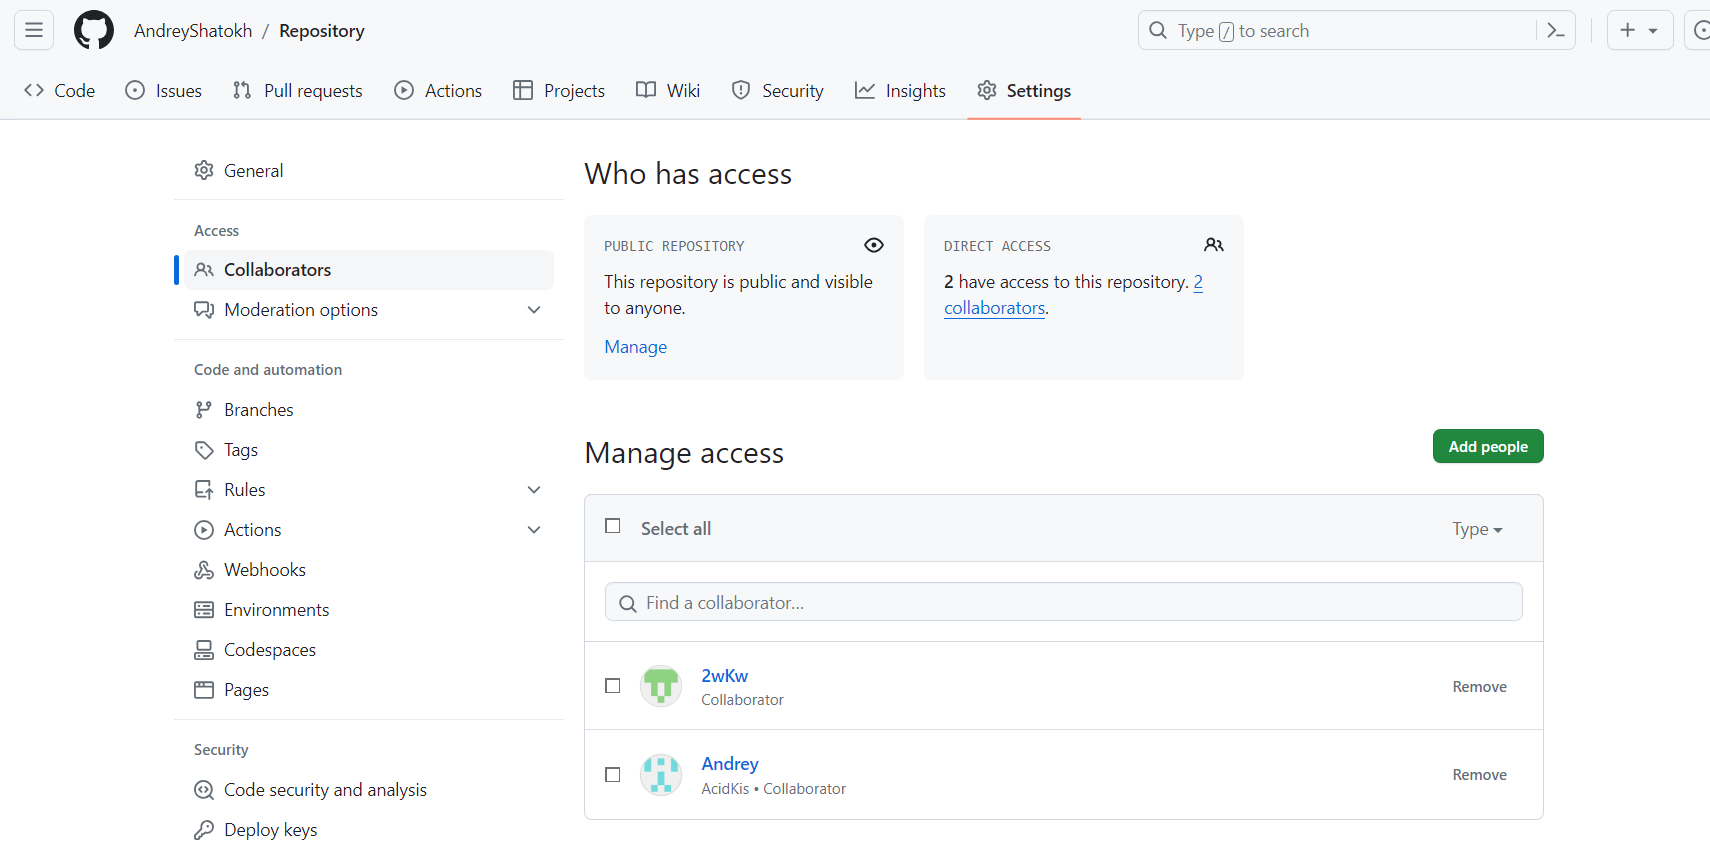 AndreyShatokh / Repository
Type / to search
Code Issues Pull requests Actions Projects Wiki Security Insights Settings
General
Access
Collaborators
Moderation options
Code and automation
Branches
Tags
Rules
Actions
Webhooks
Environments
Codespaces
Pages
Security
Code security and analysis
Deploy keys
Who has access
PUBLIC REPOSITORY
This repository is public and visible
to anyone.
Manage
DIRECT ACCESS
2 have access to this repository. 2
collaborators.
Manage access
Add people
Select all
Type
Find a collaborator...
2wKw
Collaborator
Remove
Andrey
AcidKis • Collaborator
Remove